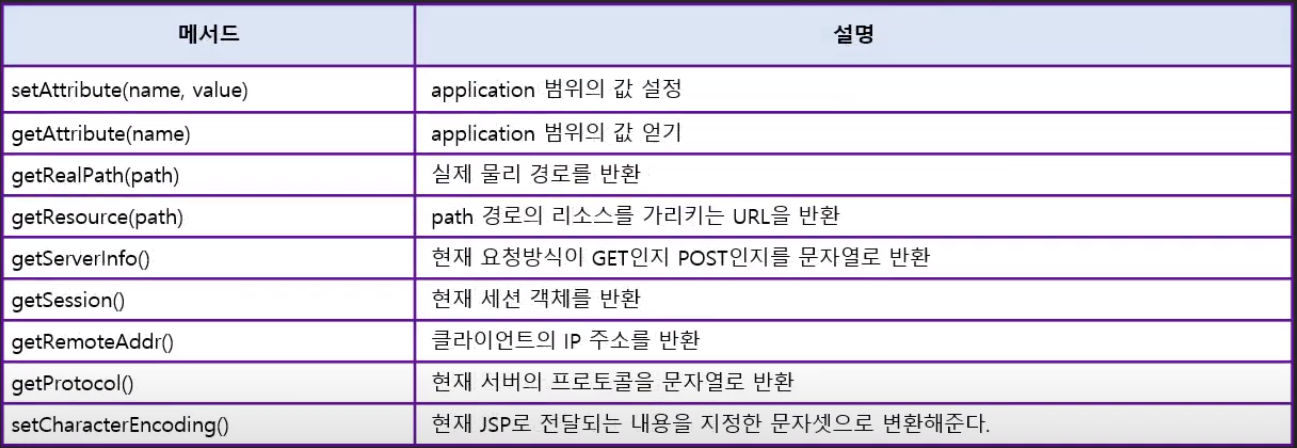 메서드 설명
setAttribute(name, value) application 범위의 값 설정
getAttribute(name) application 범위의 값 얻기
getRealPath(path) 실제 물리 경로를 반환
getResource(path) path 경로의 리소스를 가리키는 URL을 반환
getServerInfo() 현재 요청방식이 GET인지 POST인지를 문자열로 반환
getSession() 현재 세션 객체를 반환
getRemoteAddr() 클라이언트의 IP 주소를 반환
getProtocol() 현재 서버의 프로토콜을 문자열로 반환
setCharacterEncoding() 현재 JSP로 전달되는 내용을 지정한 문자셋으로 변환해준다.